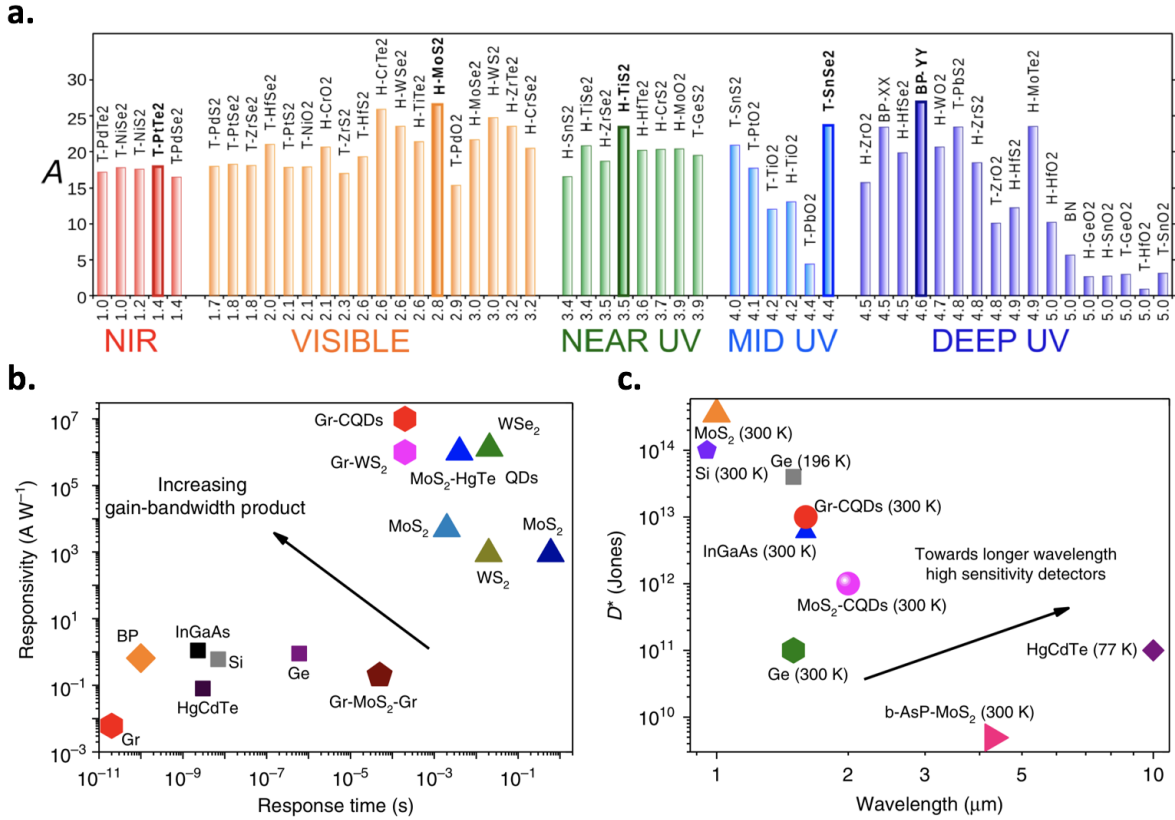 a.
A
30
25
20
15
10
5
0
T-PdTe2
T-NiSe2
T-NiS2
T-PtTe2
T-PdSe2
T-PdS2
T-PtSe2
T-ZrSe2
T-HfSe2
T-PtS2
T-NiO2
H-CrO2
T-ZrS2
T-HfS2
H-CrTe2
H-WSe2
H-TiTe2
H-MoS2
T-PdO2
H-MoSe2
H-WS2
H-ZrTe2
H-CrSe2
H-SnS2
H-TiSe2
H-ZrSe2
H-TiS2
H-HfTe2
H-CrS2
H-MoO2
T-GeS2
T-SnS2
T-PtO2
T-TiO2
H-TiO2
T-PbO2
T-SnSe2
H-ZrO2
BP-XX
H-HfSe2
BP-YY
H-WO2
T-PbS2
H-ZrS2
T-ZrO2
H-HfS2
H-MoTe2
H-HfO2
BN
H-GeO2
H-SnO2
T-GeO2
T-HfO2
T-SnO2
1.0 1.0 1.2 1.4 1.4
1.7 1.8 1.8 2.0 2.1 2.1 2.1 2.3 2.6 2.6 2.6 2.6 2.8 2.9 3.0 3.0 3.2 3.2
3.4 3.4 3.5 3.5 3.6 3.7 3.9 3.9
4.0 4.1 4.2 4.2 4.4 4.4
4.5 4.5 4.5 4.6 4.7 4.8 4.8 4.8 4.9 4.9 4.9 5.0 5.0 5.0 5.0 5.0 5.0
NIR
VISIBLE
NEAR UV
MID UV
DEEP UV
b.
Responsivity (A W⁻¹)
10⁷
10⁵
10³
10¹
10⁻¹
10⁻³
Gr-CQDs
WSe₂
Gr-WS₂
MoS₂-HgTe QDs
Increasing
gain-bandwidth product
MoS₂
MoS₂
WS₂
BP
InGaAs
Si
Ge
HgCdTe
Gr-MoS₂-Gr
Gr
10⁻¹¹
10⁻⁹
10⁻⁷
10⁻⁵
10⁻³
10⁻¹
Response time (s)
c.
D* (Jones)
10¹⁴
10¹³
10¹²
10¹¹
10¹⁰
MoS₂ (300 K)
Si (300 K)
Ge (196 K)
Gr-CQDs (300 K)
InGaAs (300 K)
Towards longer wavelength
high sensitivity detectors
MoS₂-CQDs (300 K)
Ge (300 K)
HgCdTe (77 K)
b-AsP-MoS₂ (300 K)
1
2
3
5
10
Wavelength (μm)